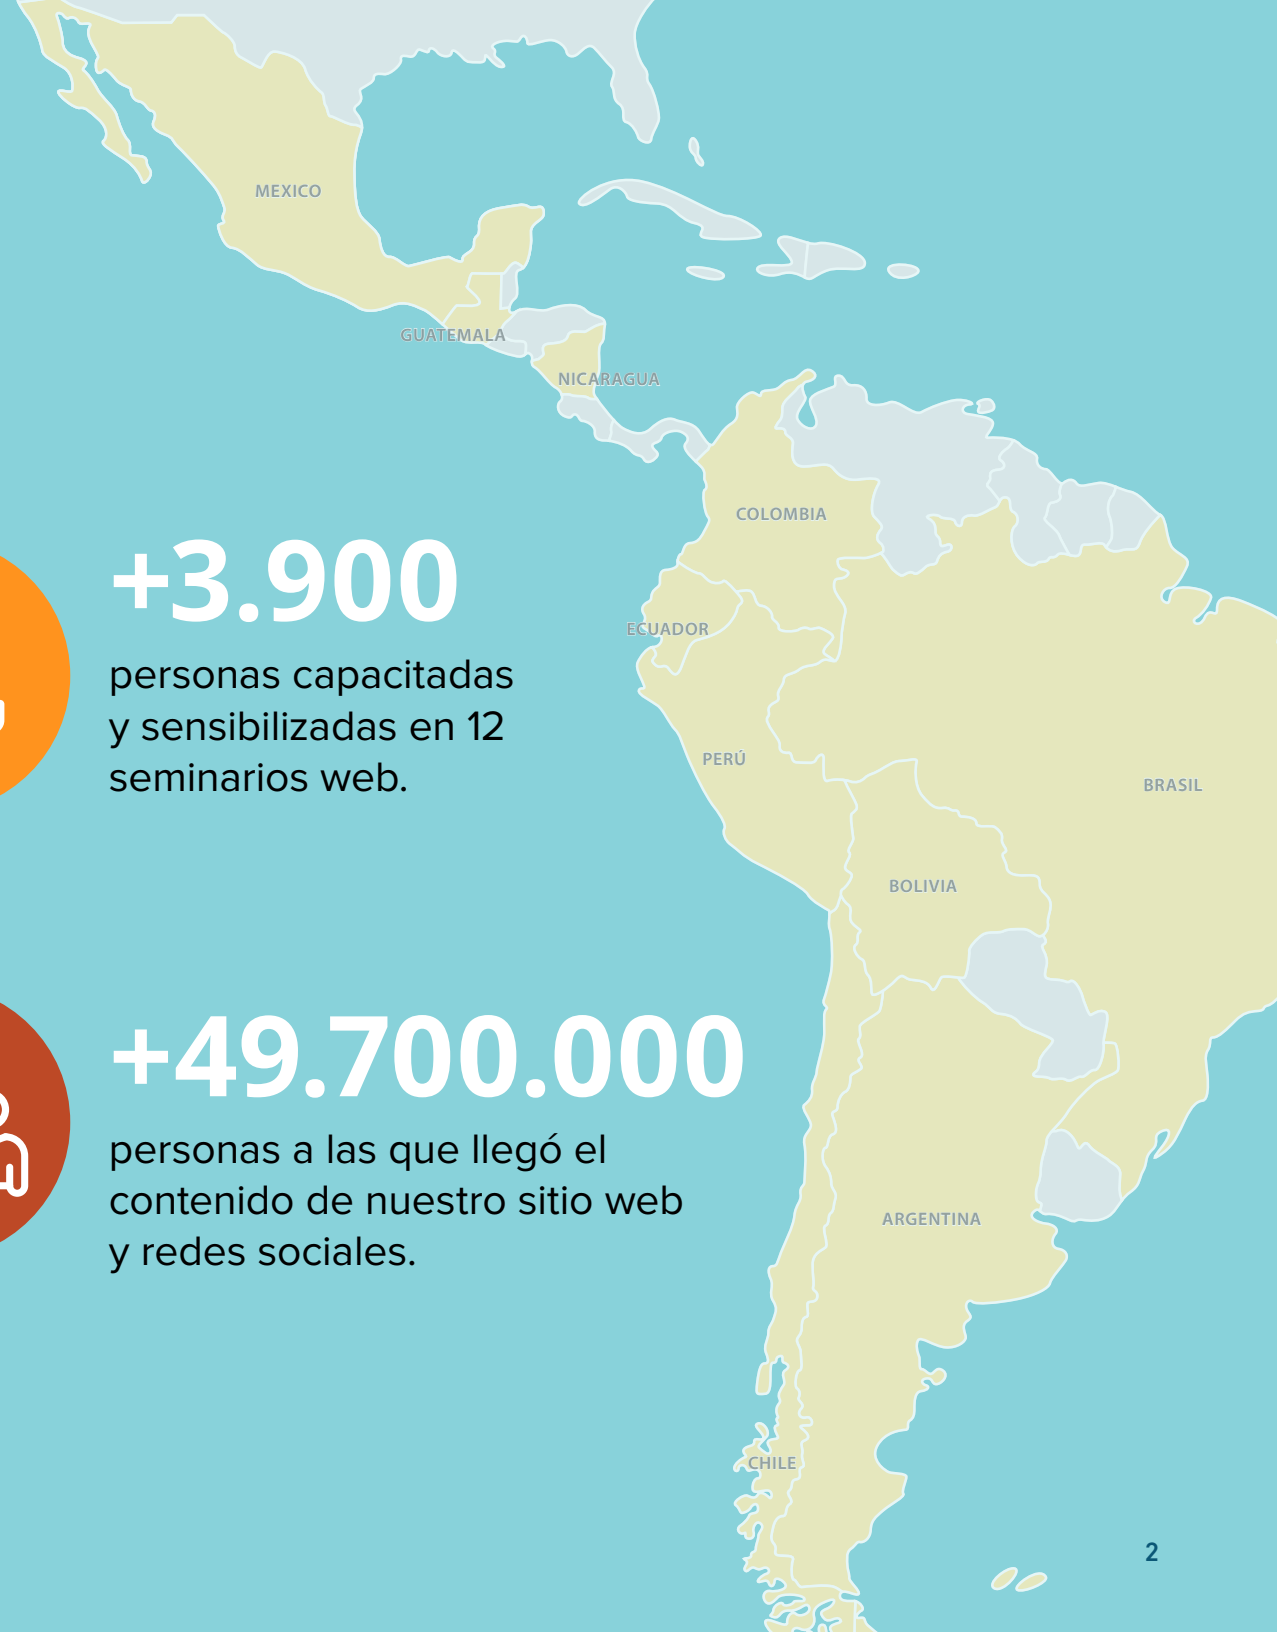 MEXICO
GUATEMALA
NICARAGUA
COLOMBIA
+3.900
personas capacitadas
y sensibilizadas en 12
seminarios web.
ECUADOR
PERÚ
BRASIL
BOLIVIA
+49.700.000
personas a las que llegó el
contenido de nuestro sitio web
y redes sociales.
ARGENTINA
CHILE
2